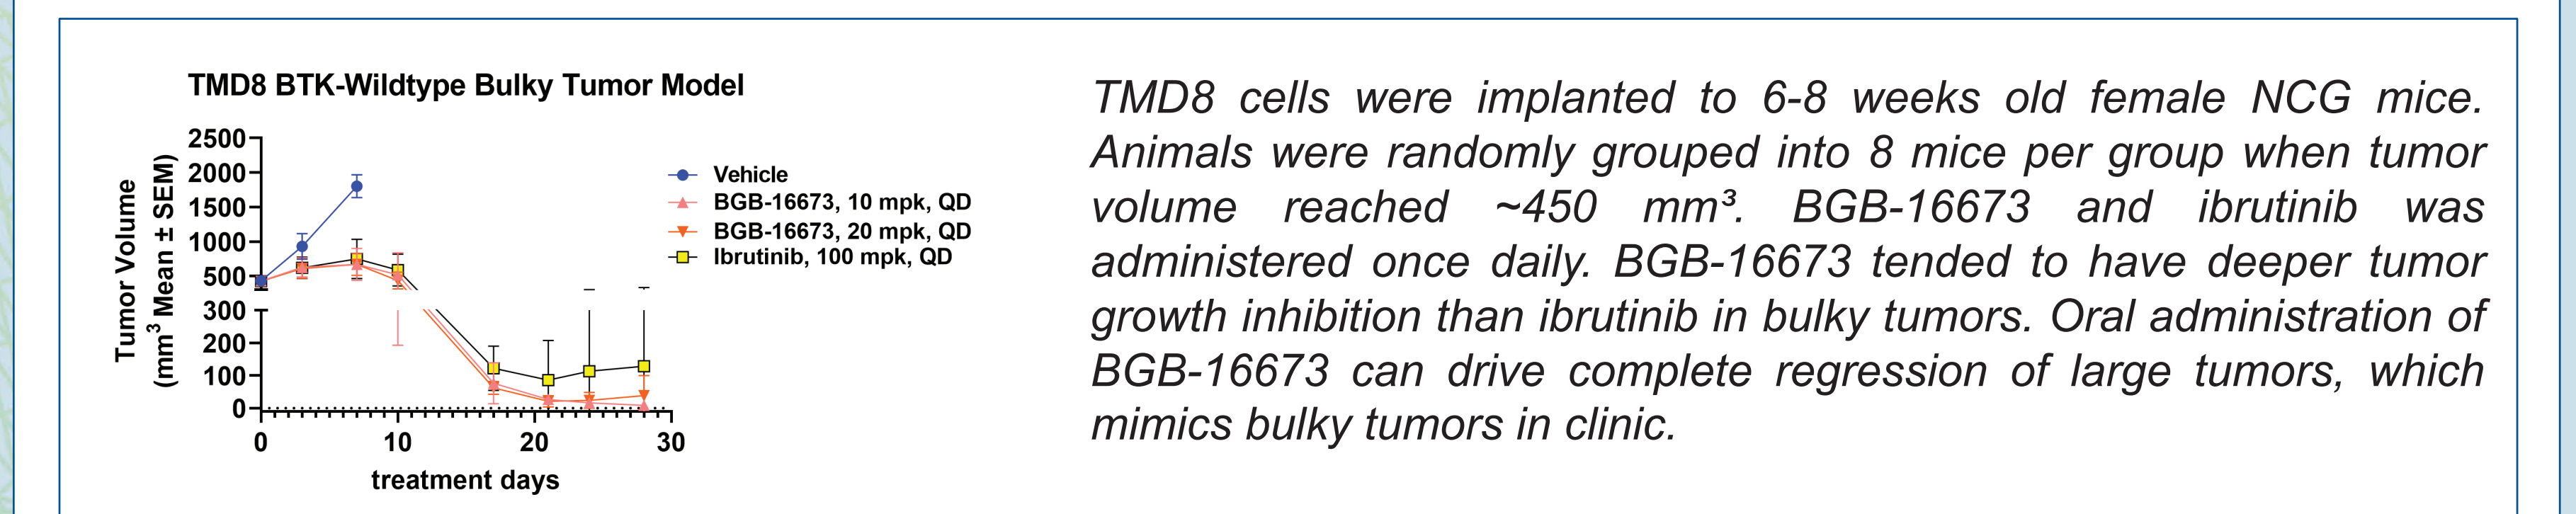 TMD8 BTK-Wildtype Bulky Tumor Model
Tumor Volume
(mm³ Mean ± SEM)
2500
2000
1500
1000
500
300
200
100
0
0 10 20 30
treatment days
Vehicle
BGB-16673, 10 mpk, QD
BGB-16673, 20 mpk, QD
Ibrutinib, 100 mpk, QD
TMD8 cells were implanted to 6-8 weeks old female NCG mice.
Animals were randomly grouped into 8 mice per group when tumor
volume reached ~450 mm³. BGB-16673 and ibrutinib was
administered once daily. BGB-16673 tended to have deeper tumor
growth inhibition than ibrutinib in bulky tumors. Oral administration of
BGB-16673 can drive complete regression of large tumors, which
mimics bulky tumors in clinic.